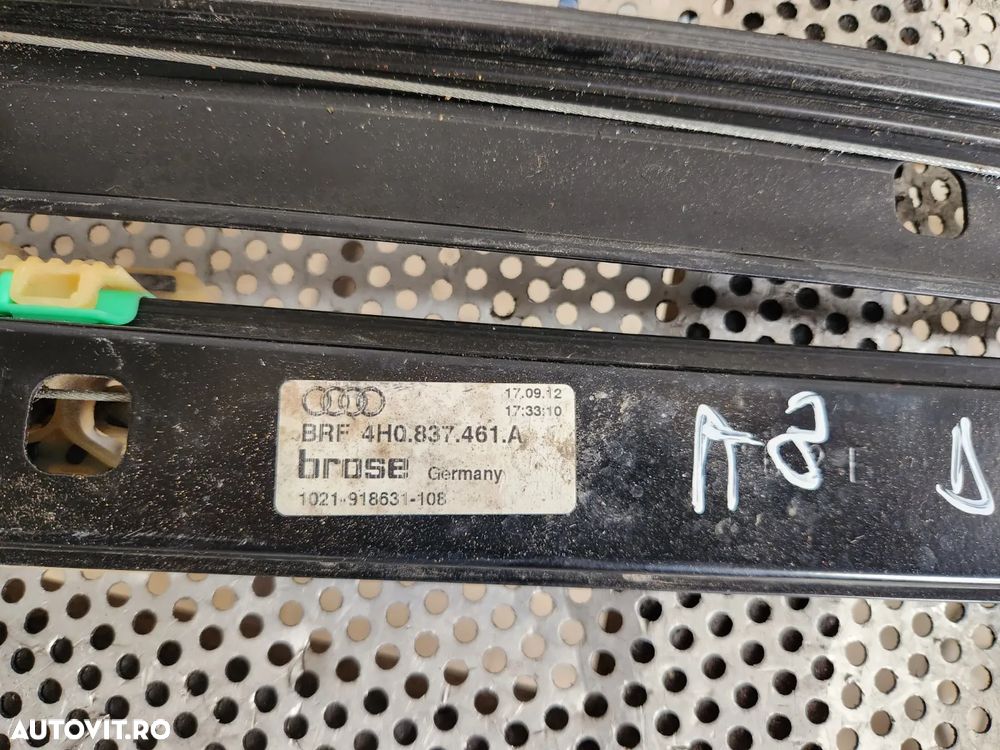 17.09.12
17:33:10
BRF 4H0.837.461.A
brose Germany
1021-918631-108
A8
D
AUTOVIT.RO